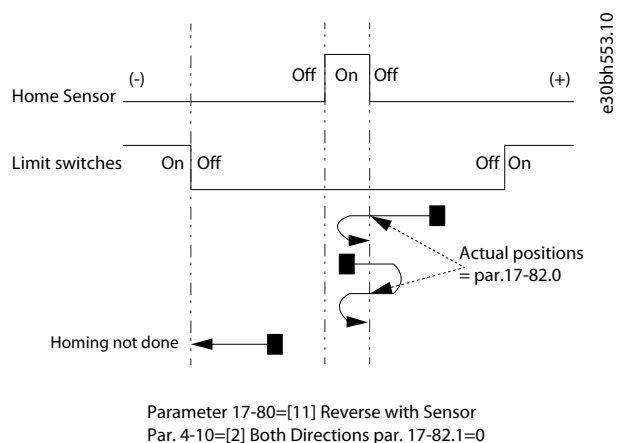 e30bh553.10
(-) Off On Off (+)
Home Sensor
Limit switches On Off Off On
Actual positions
= par.17-82.0
Homing not done
Parameter 17-80=[11] Reverse with Sensor
Par. 4-10=[2] Both Directions par. 17-82.1=0